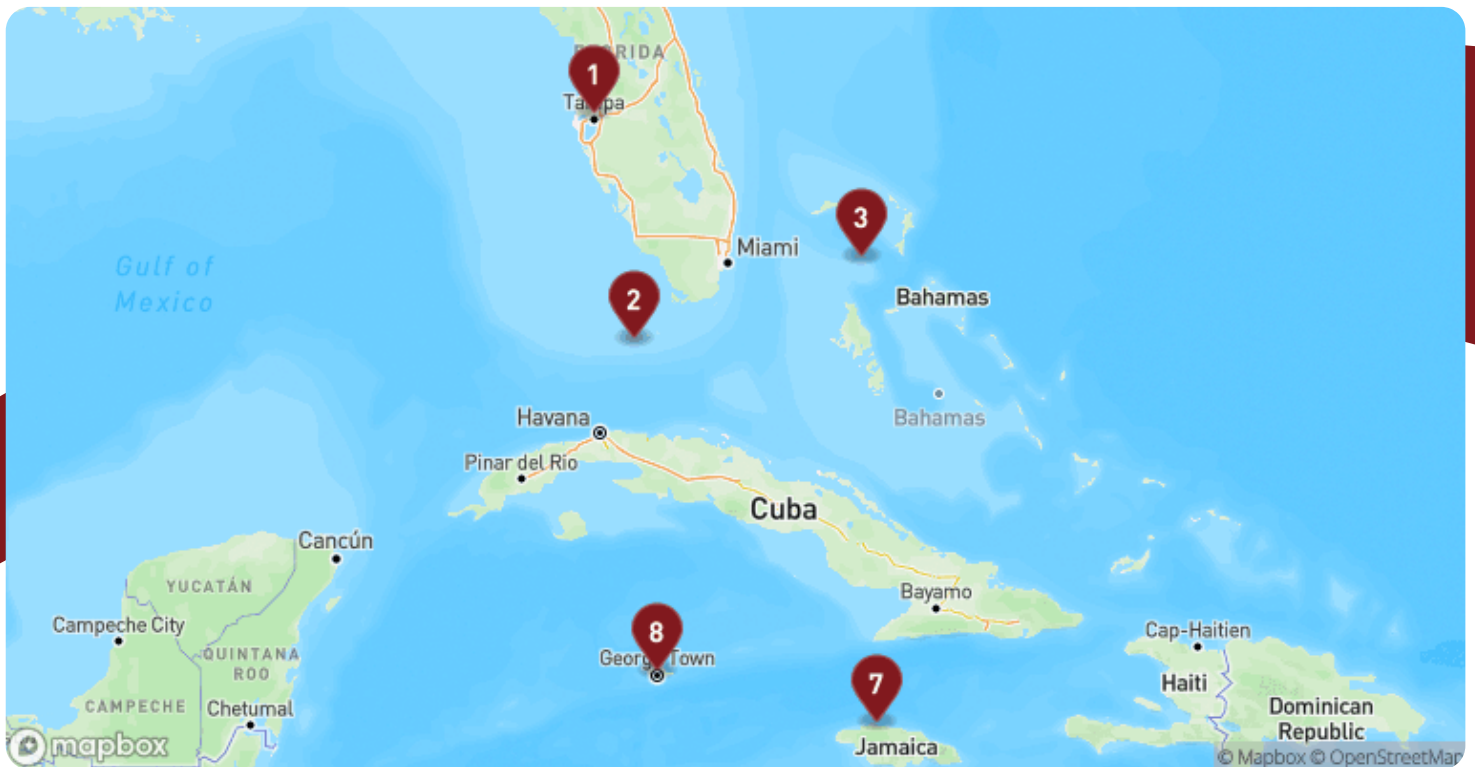 FLORIDA
1
Tampa
Miami
3
Gulf of
Mexico
2
Bahamas
Bahamas
Havana
Pinar del Río
Cuba
Cancún
YUCATÁN
Campeche City
QUINTANA
ROO
CAMPECHE
Chetumal
8
George Town
Bayamo
7
Jamaica
Cap-Haitien
Haiti
Dominican
Republic
mapbox
© Mapbox © OpenStreetMap